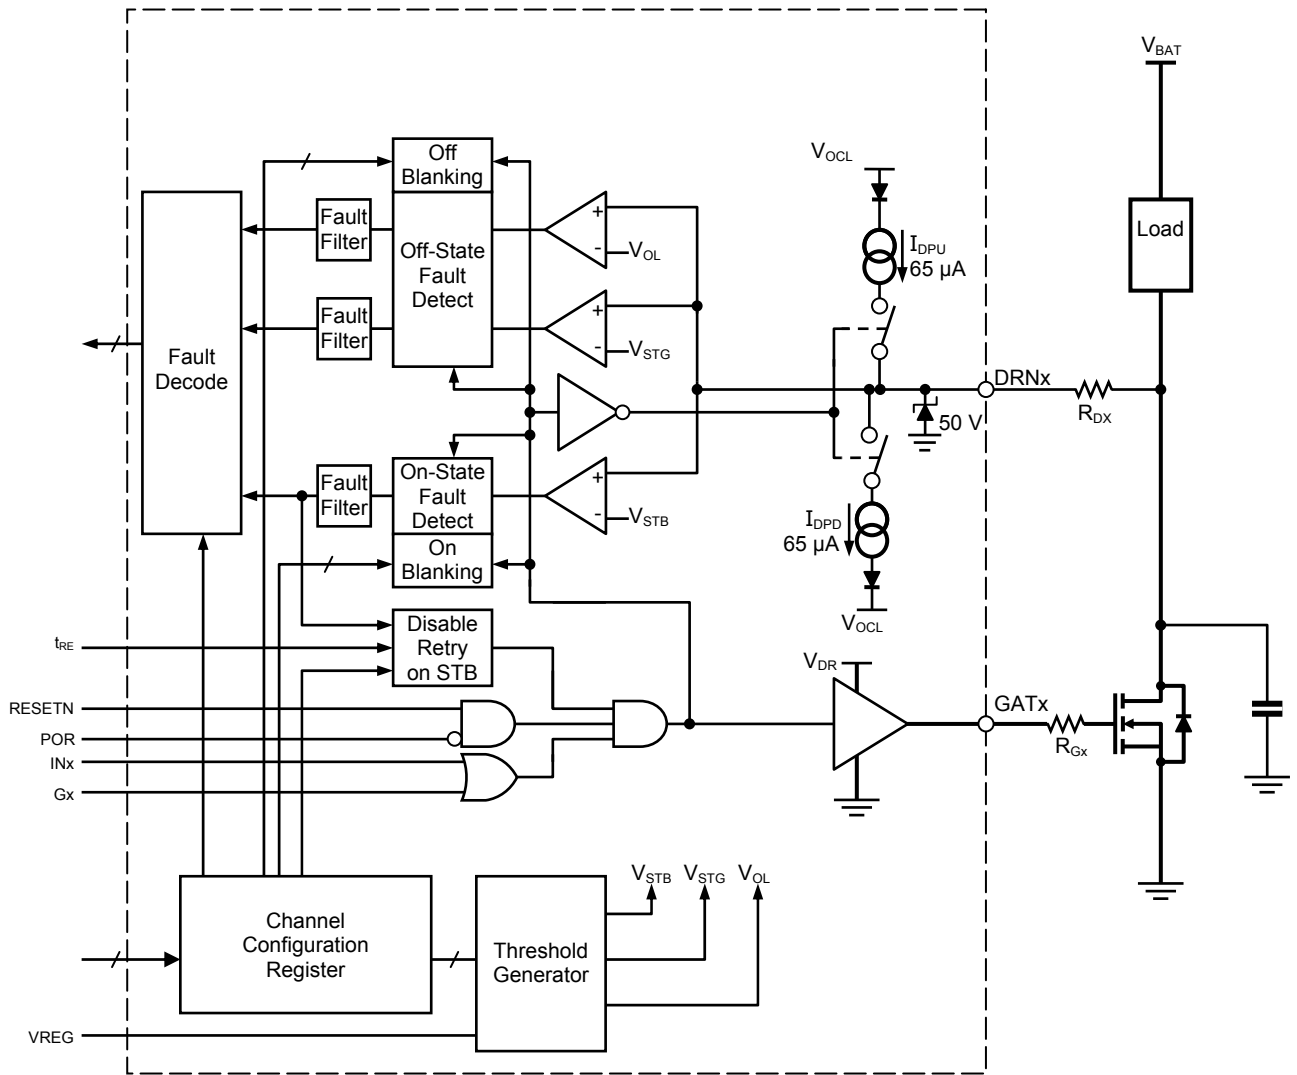 V_BAT
V_OCL
Off
Blanking
Fault
Filter
+
-
V_OL
Off-State
Fault
Detect
I_DPU
65 µA
Load
Fault
Filter
+
-
V_STG
Fault
Decode
DRNx
R_DX
50 V
Fault
Filter
On-State
Fault
Detect
+
-
V_STB
I_DPD
65 µA
On
Blanking
V_OCL
t_RE
Disable
Retry
on STB
V_DR
RESETN
GATx
POR
R_Gx
INx
Gx
V_STB
V_STG
V_OL
Channel
Configuration
Register
Threshold
Generator
VREG